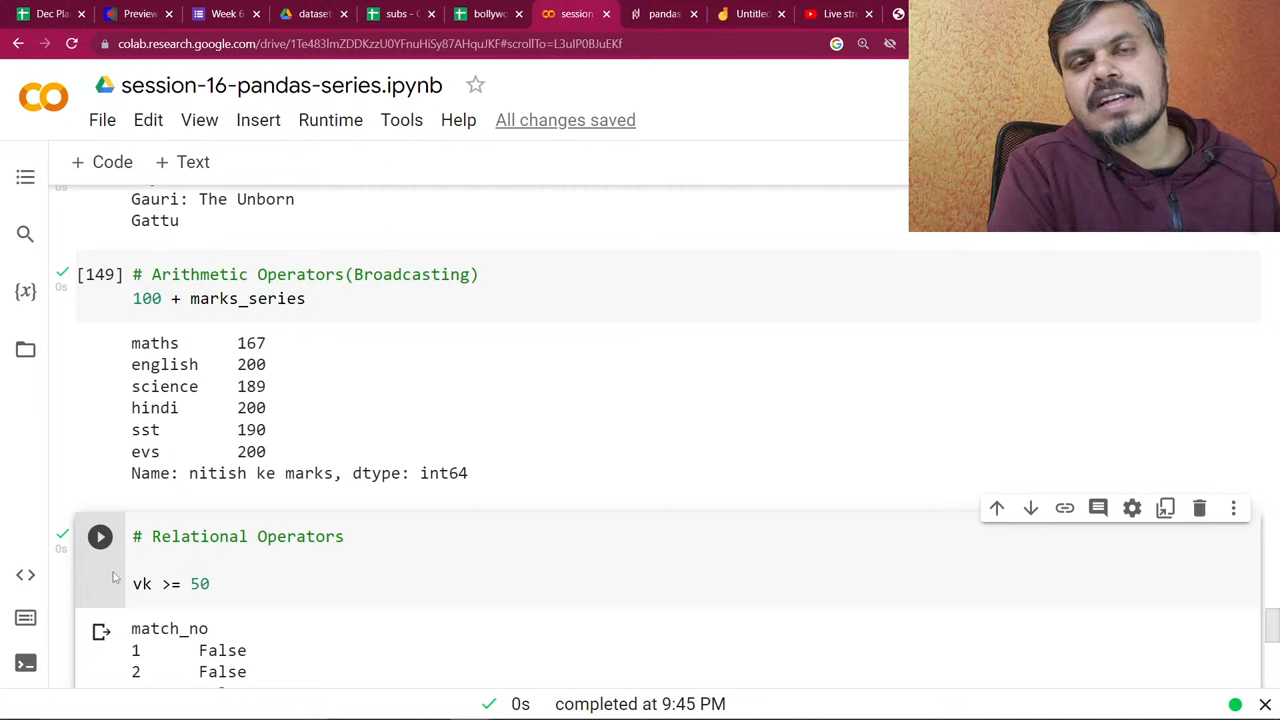 Dec Pla
Preview
Week 6
dataset
subs - G
bollywo
session
pandas
Untitled
Live stre
colab.research.google.com/drive/1Te483lmZDDKzzU0YFnuHiSy87AHquJKF#scrollTo=L3uIP0BJuEKf
session-16-pandas-series.ipynb
File Edit View Insert Runtime Tools Help All changes saved
+ Code + Text
0s
Gauri: The Unborn
Gattu
[149] # Arithmetic Operators(Broadcasting)
0s
100 + marks_series
maths 167
english 200
science 189
hindi 200
sst 190
evs 200
Name: nitish ke marks, dtype: int64
# Relational Operators
0s
vk >= 50
match_no
1 False
2 False
0s completed at 9:45 PM